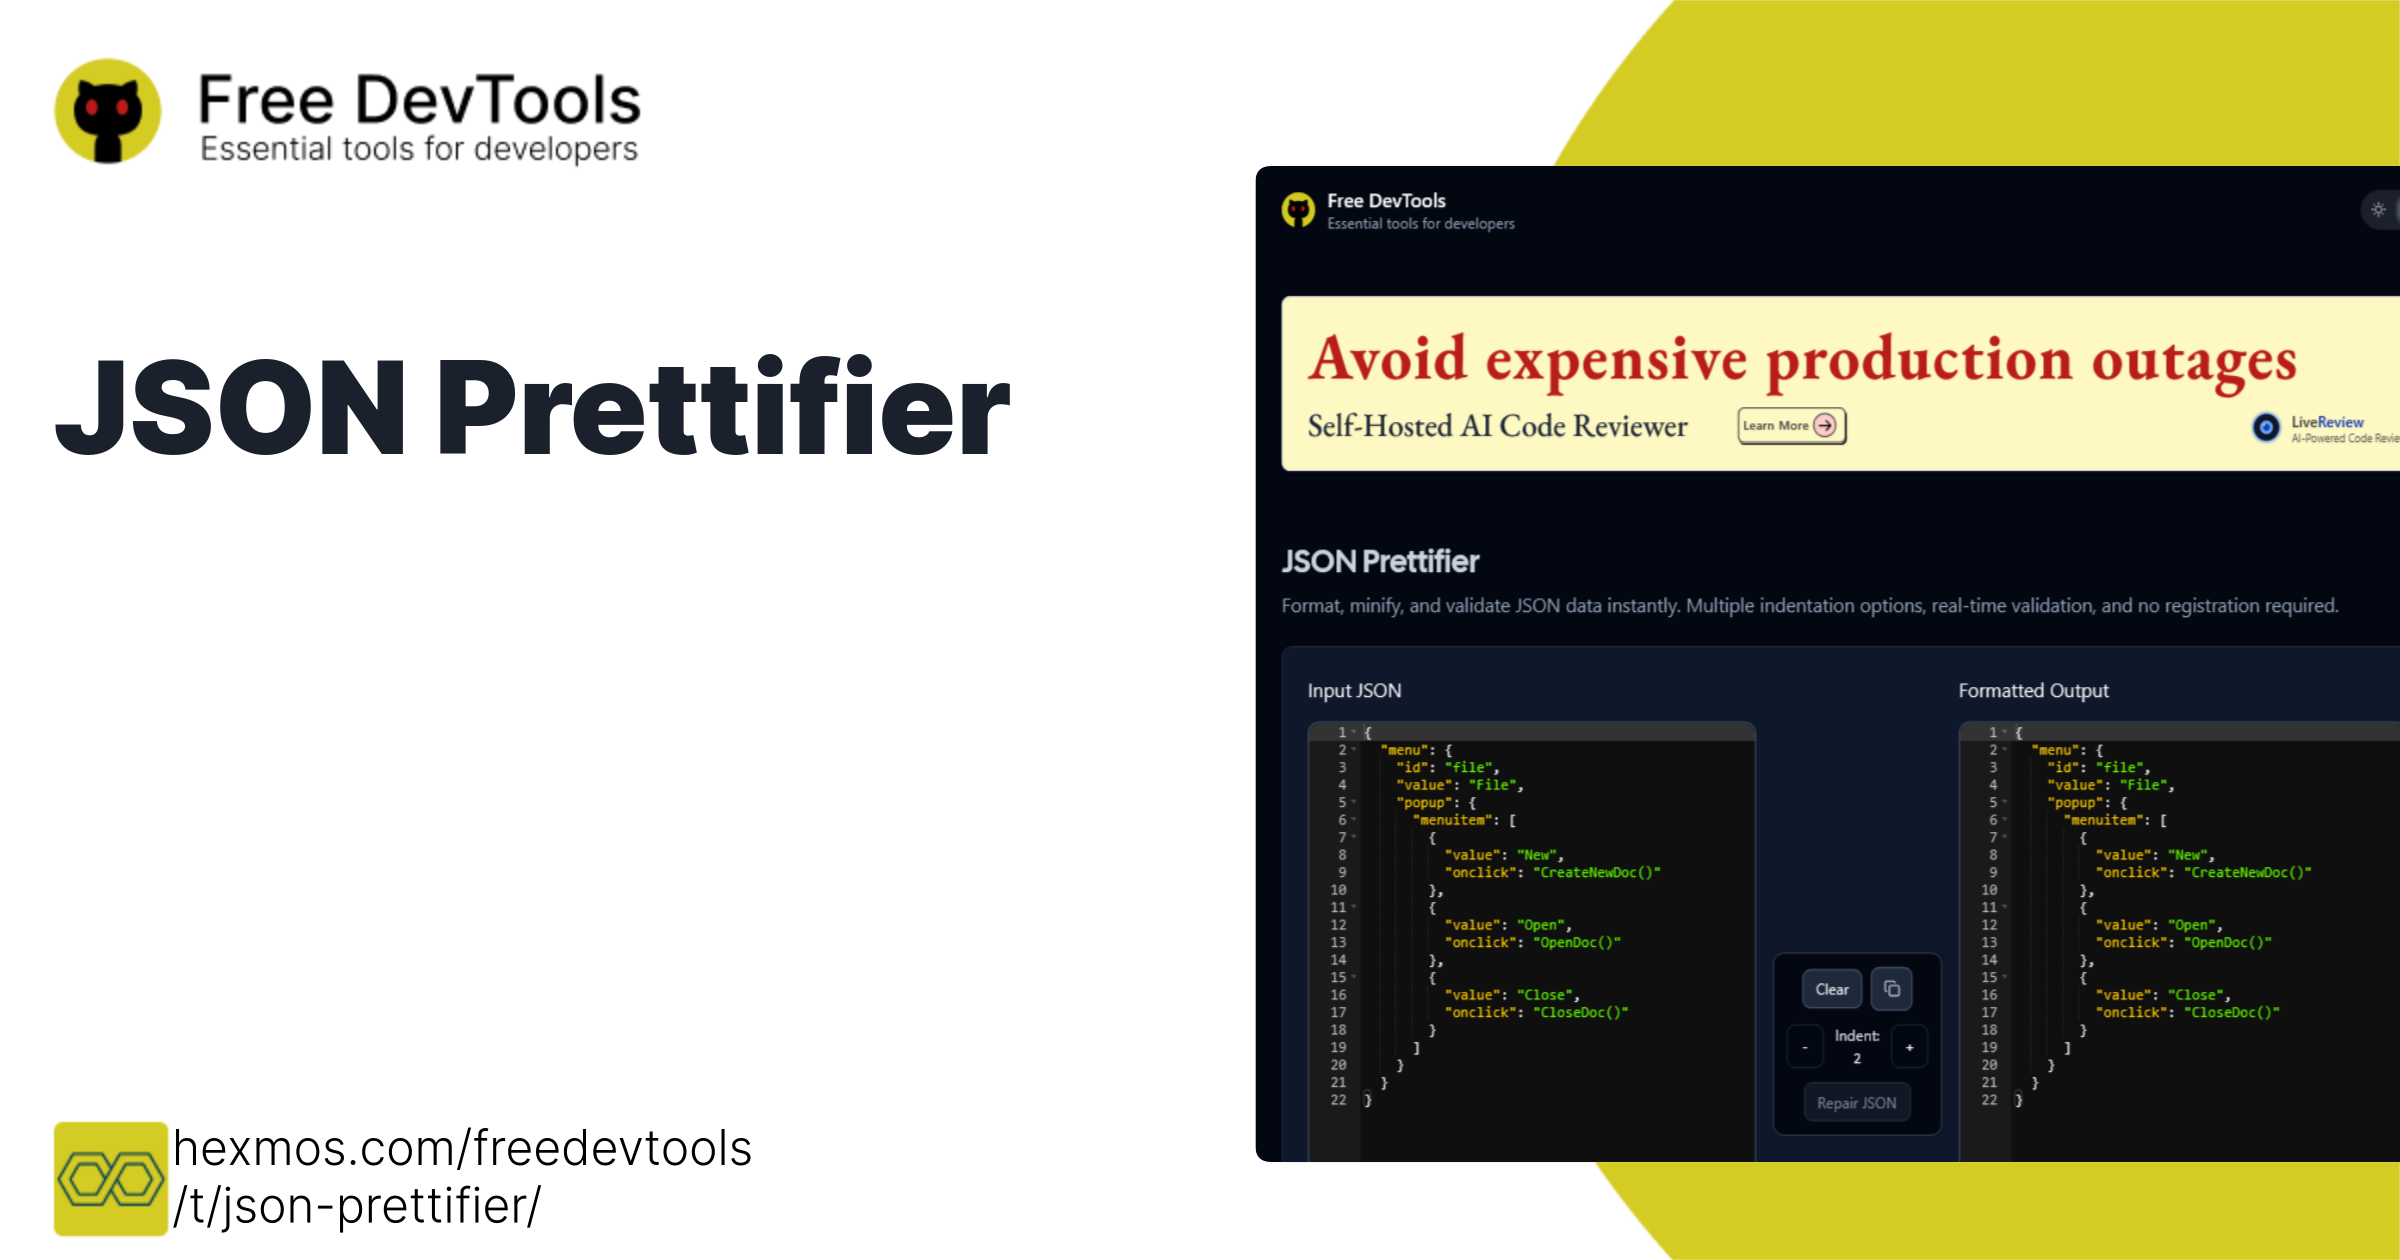 Free DevTools
Essential tools for developers
JSON Prettifier
hexmos.com/freedevtools
/t/json-prettifier/
Free DevTools
Essential tools for developers
Avoid expensive production outages
Self-Hosted AI Code Reviewer
Learn More
LiveReview
AI-Powered Code
JSON Prettifier
Format, minify, and validate JSON data instantly. Multiple indentation options, real-time validation, and no registration required.
Input JSON
1 {
2 "menu": {
3 "id": "file",
4 "value": "File",
5 "popup": {
6 "menuitem": [
7 {
8 "value": "New",
9 "onclick": "CreateNewDoc()"
10 },
11 {
12 "value": "Open",
13 "onclick": "OpenDoc()"
14 },
15 {
16 "value": "Close",
17 "onclick": "CloseDoc()"
18 }
19 ]
20 }
21 }
22 }
Clear
Indent:
- 2 +
Repair JSON
Formatted Output
1 {
2 "menu": {
3 "id": "file",
4 "value": "File",
5 "popup": {
6 "menuitem": [
7 {
8 "value": "New",
9 "onclick": "CreateNewDoc()"
10 },
11 {
12 "value": "Open",
13 "onclick": "OpenDoc()"
14 },
15 {
16 "value": "Close",
17 "onclick": "CloseDoc()"
18 }
19 ]
20 }
21 }
22 }